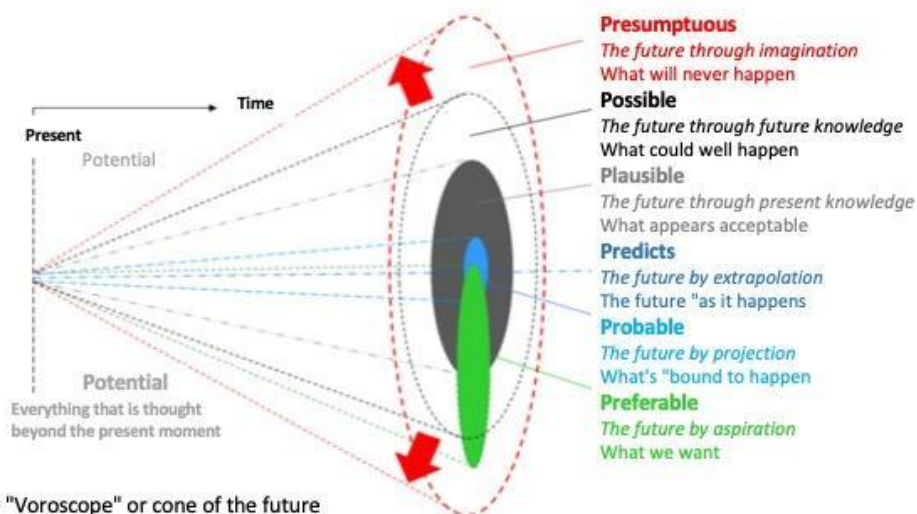 Time
Present
Potential
Potential
Everything that is thought
beyond the present moment
"Voroscope" or cone of the future
Presumptuous
The future through imagination
What will never happen
Possible
The future through future knowledge
What could well happen
Plausible
The future through present knowledge
What appears acceptable
Predicts
The future by extrapolation
The future "as it happens
Probable
The future by projection
What's "bound to happen
Preferable
The future by aspiration
What we want